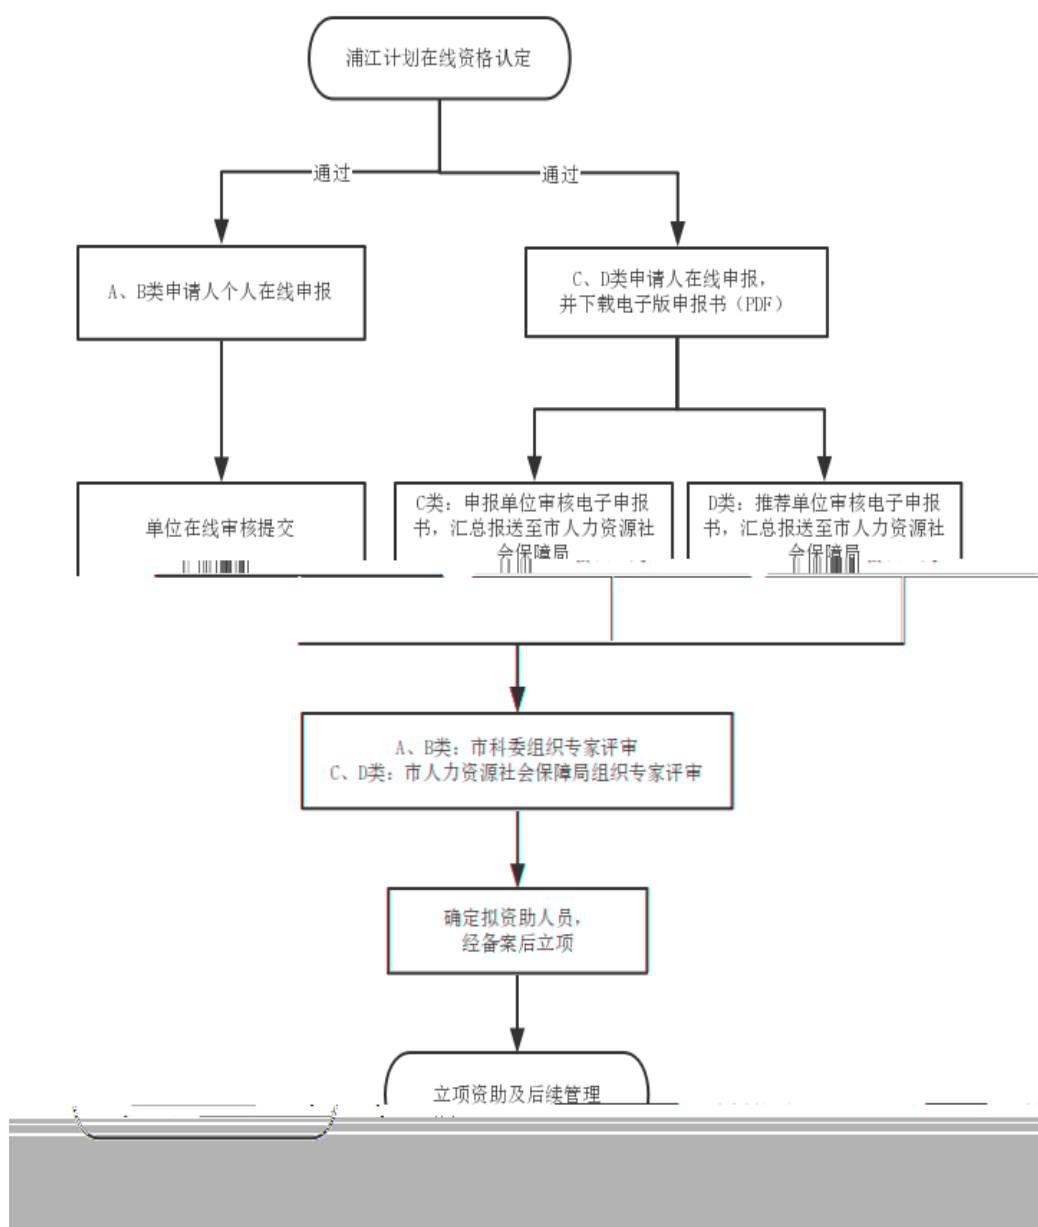 浦江计划在线资格认定
通过
通过
A、B类申请人个人在线申报
C、D类申请人在线申报，
并下载电子版申报书（PDF）
单位在线审核提交
C类：申报单位审核电子申报
书，汇总报送至市人力资源社
会保障局
D类：推荐单位审核电子申报
书，汇总报送至市人力资源社
会保障局
A、B类：市科委组织专家评审
C、D类：市人力资源社会保障局组织专家评审
确定拟资助人员，
经备案后立项
立项资助及后续管理